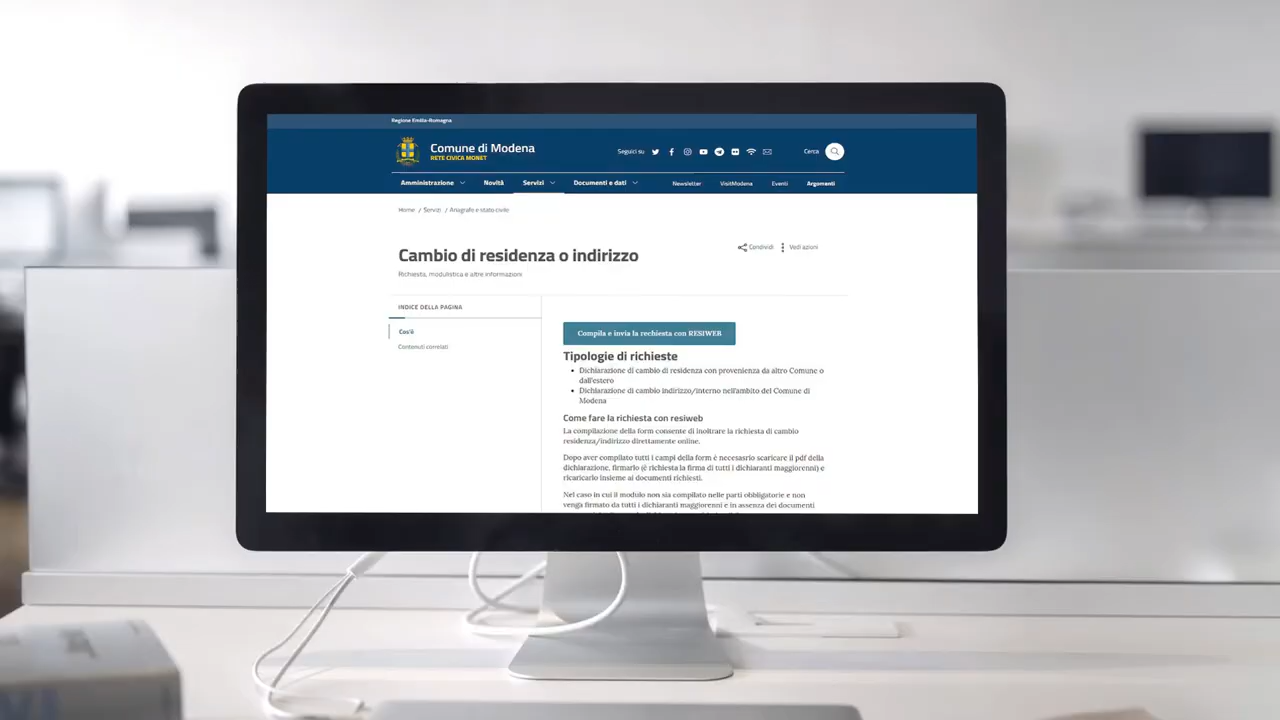 Regione Emilia-Romagna
Comune di Modena
RETE CIVICA MONET
Seguici su
Cerca
Amministrazione Novità Servizi Documenti e dati Newsletter VisitModena Eventi Argomenti
Home / Servizi / Anagrafe e stato civile
Cambio di residenza o indirizzo
Condividi Vedi azioni
Richiesta, modulistica e altre informazioni
INDICE DELLA PAGINA
Cos'è
Contenuti correlati
Compila e invia la rechiesta con RESIWEB
Tipologie di richieste
• Dichiarazione di cambio di residenza con provenienza da altro Comune o
dall'estero
• Dichiarazione di cambio indirizzo/interno nell'ambito del Comune di
Modena
Come fare la richiesta con resiweb
La compilazione della form consente di inoltrare la richiesta di cambio
residenza/indirizzo direttamente online.
Dopo aver compilato tutti i campi della form è necesasrio scaricare il pdf della
dichiarazione, firmarlo (è richiesta la firma di tutti i dichiaranti maggiorenni) e
ricaricarlo insieme ai documenti richiesti.
Nel caso in cui il modulo non sia compilato nelle parti obbligatorie e non
venga firmato da tutti i dichiaranti maggiorenni e in assenza dei documenti